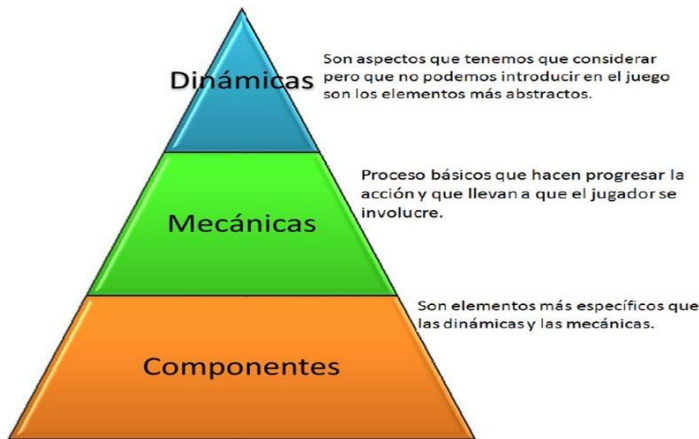 Dinámicas
Son aspectos que tenemos que considerar
pero que no podemos introducir en el juego
son los elementos más abstractos.
Mecánicas
Proceso básicos que hacen progresar la
acción y que llevan a que el jugador se
involucre.
Componentes
Son elementos más específicos que
las dinámicas y las mecánicas.